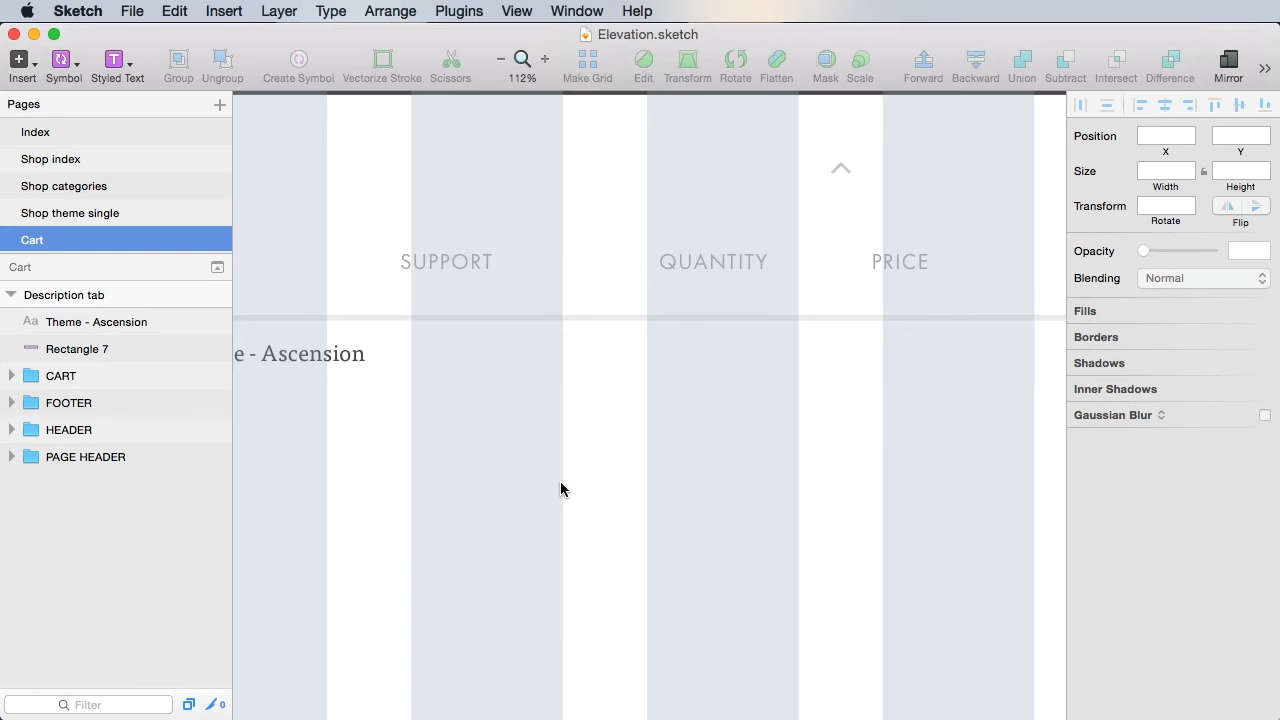 Sketch File Edit Insert Layer Type Arrange Plugins View Window Help
Elevation.sketch
Insert Symbol Styled Text Group Ungroup Create Symbol Vectorize Stroke Scissors 112% Make Grid Edit Transform Rotate Flatten Mask Scale Forward Backward Union Subtract Intersect Difference Mirror
Pages
Index
Shop index
Shop categories
Shop theme single
Cart
Cart
Description tab
Aa Theme - Ascension
Rectangle 7
CART
FOOTER
HEADER
PAGE HEADER
Filter
0
SUPPORT QUANTITY PRICE
e - Ascension
Position
X Y
Size
Width Height
Transform
Rotate Flip
Opacity
Blending Normal
Fills
Borders
Shadows
Inner Shadows
Gaussian Blur